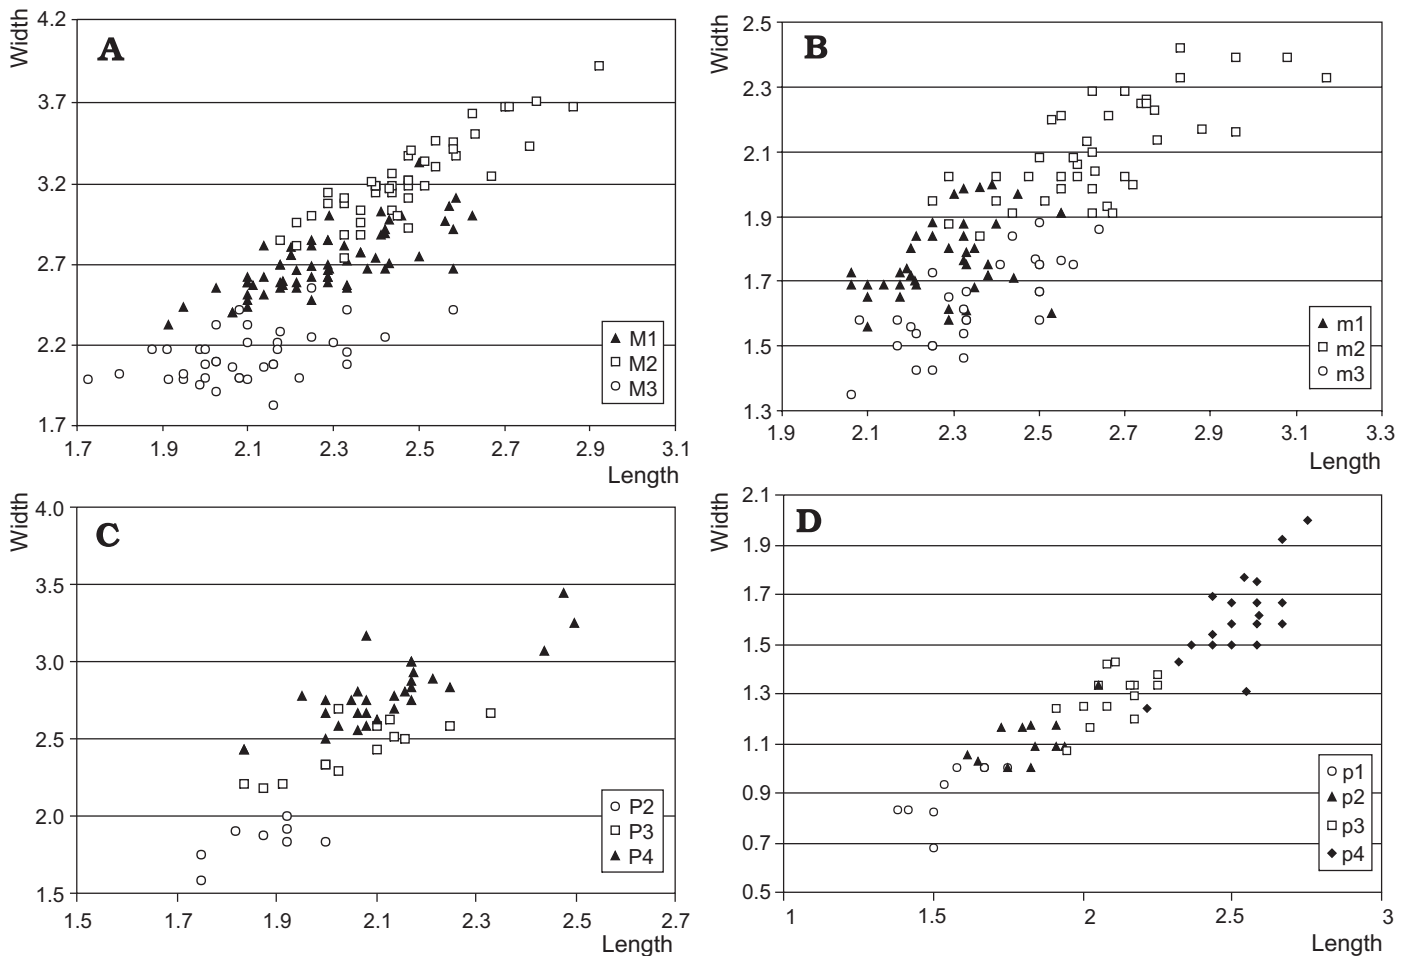 Width
4.2
A
3.7
3.2
2.7
2.2
1.7
M1
M2
M3
1.7 1.9 2.1 2.3 2.5 2.7 2.9 3.1
Length
Width
2.5
B
2.3
2.1
1.9
1.7
1.5
1.3
m1
m2
m3
1.9 2.1 2.3 2.5 2.7 2.9 3.1 3.3
Length
Width
4.0
C
3.5
3.0
2.5
2.0
1.5
P2
P3
P4
1.5 1.7 1.9 2.1 2.3 2.5 2.7
Length
Width
2.1
D
1.9
1.7
1.5
1.3
1.1
0.9
0.7
0.5
p1
p2
p3
p4
1 1.5 2 2.5 3
Length